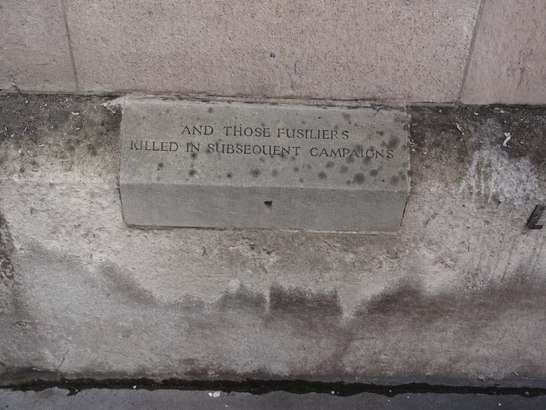 AND THOSE FUSILIERS
KILLED IN SUBSEQUENT CAMPAIGNS